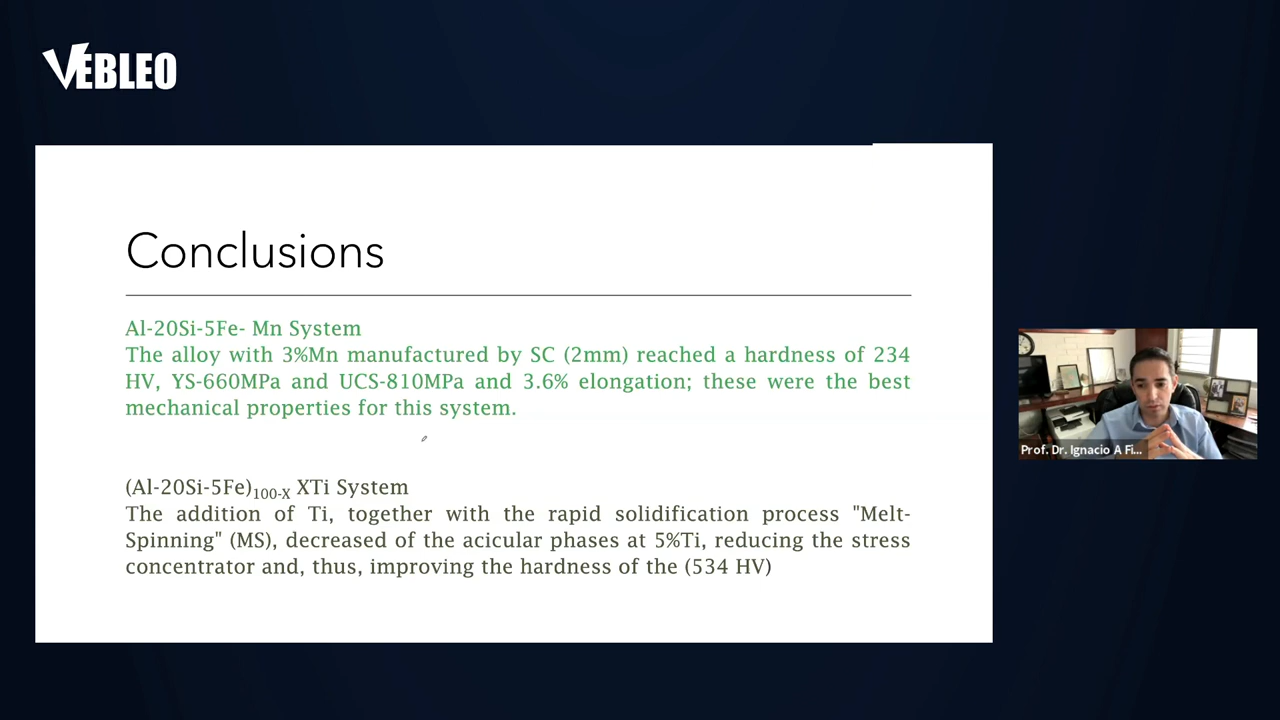 VEBLEO
Conclusions
Al-20Si-5Fe- Mn System
The alloy with 3%Mn manufactured by SC (2mm) reached a hardness of 234
HV, YS-660MPa and UCS-810MPa and 3.6% elongation; these were the best
mechanical properties for this system.
(Al-20Si-5Fe)100-X XTi System
The addition of Ti, together with the rapid solidification process "Melt-
Spinning" (MS), decreased of the acicular phases at 5%Ti, reducing the stress
concentrator and, thus, improving the hardness of the (534 HV)
Prof. Dr. Ignacio A Fi...